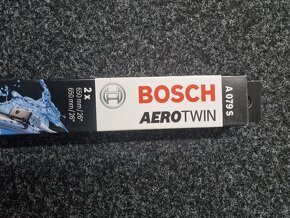 2 x
650 mm / 26"
650 mm / 26"
BOSCH
AEROTWIN
A 079 S